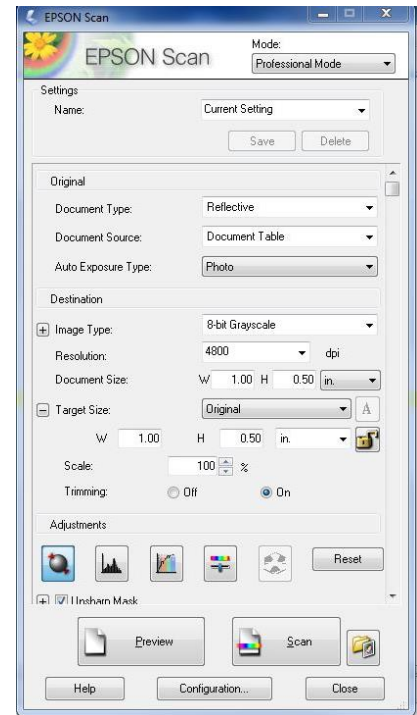 EPSON Scan
EPSON Scan
Mode:
Professional Mode
Settings
Name: Current Setting
Save Delete
Original
Document Type: Reflective
Document Source: Document Table
Auto Exposure Type: Photo
Destination
Image Type: 8-bit Grayscale
Resolution: 4800 dpi
Document Size: W 1.00 H 0.50 in.
Target Size: Original A
W 1.00 H 0.50 in.
Scale: 100 %
Trimming: Off On
Adjustments
Reset
Unsharp Mask
Preview Scan
Help Configuration... Close